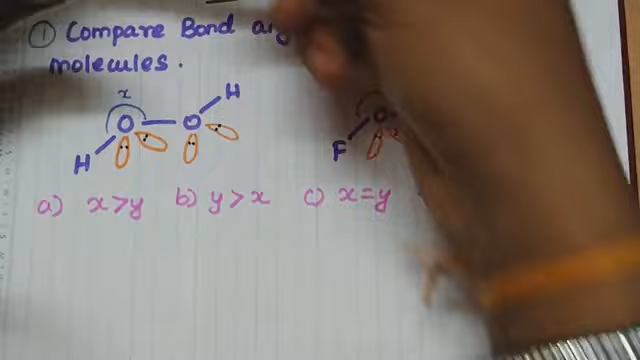 ① Compare Bond
molecules.
x
O O H
H
F
a) x>y b) y>x c) x=y